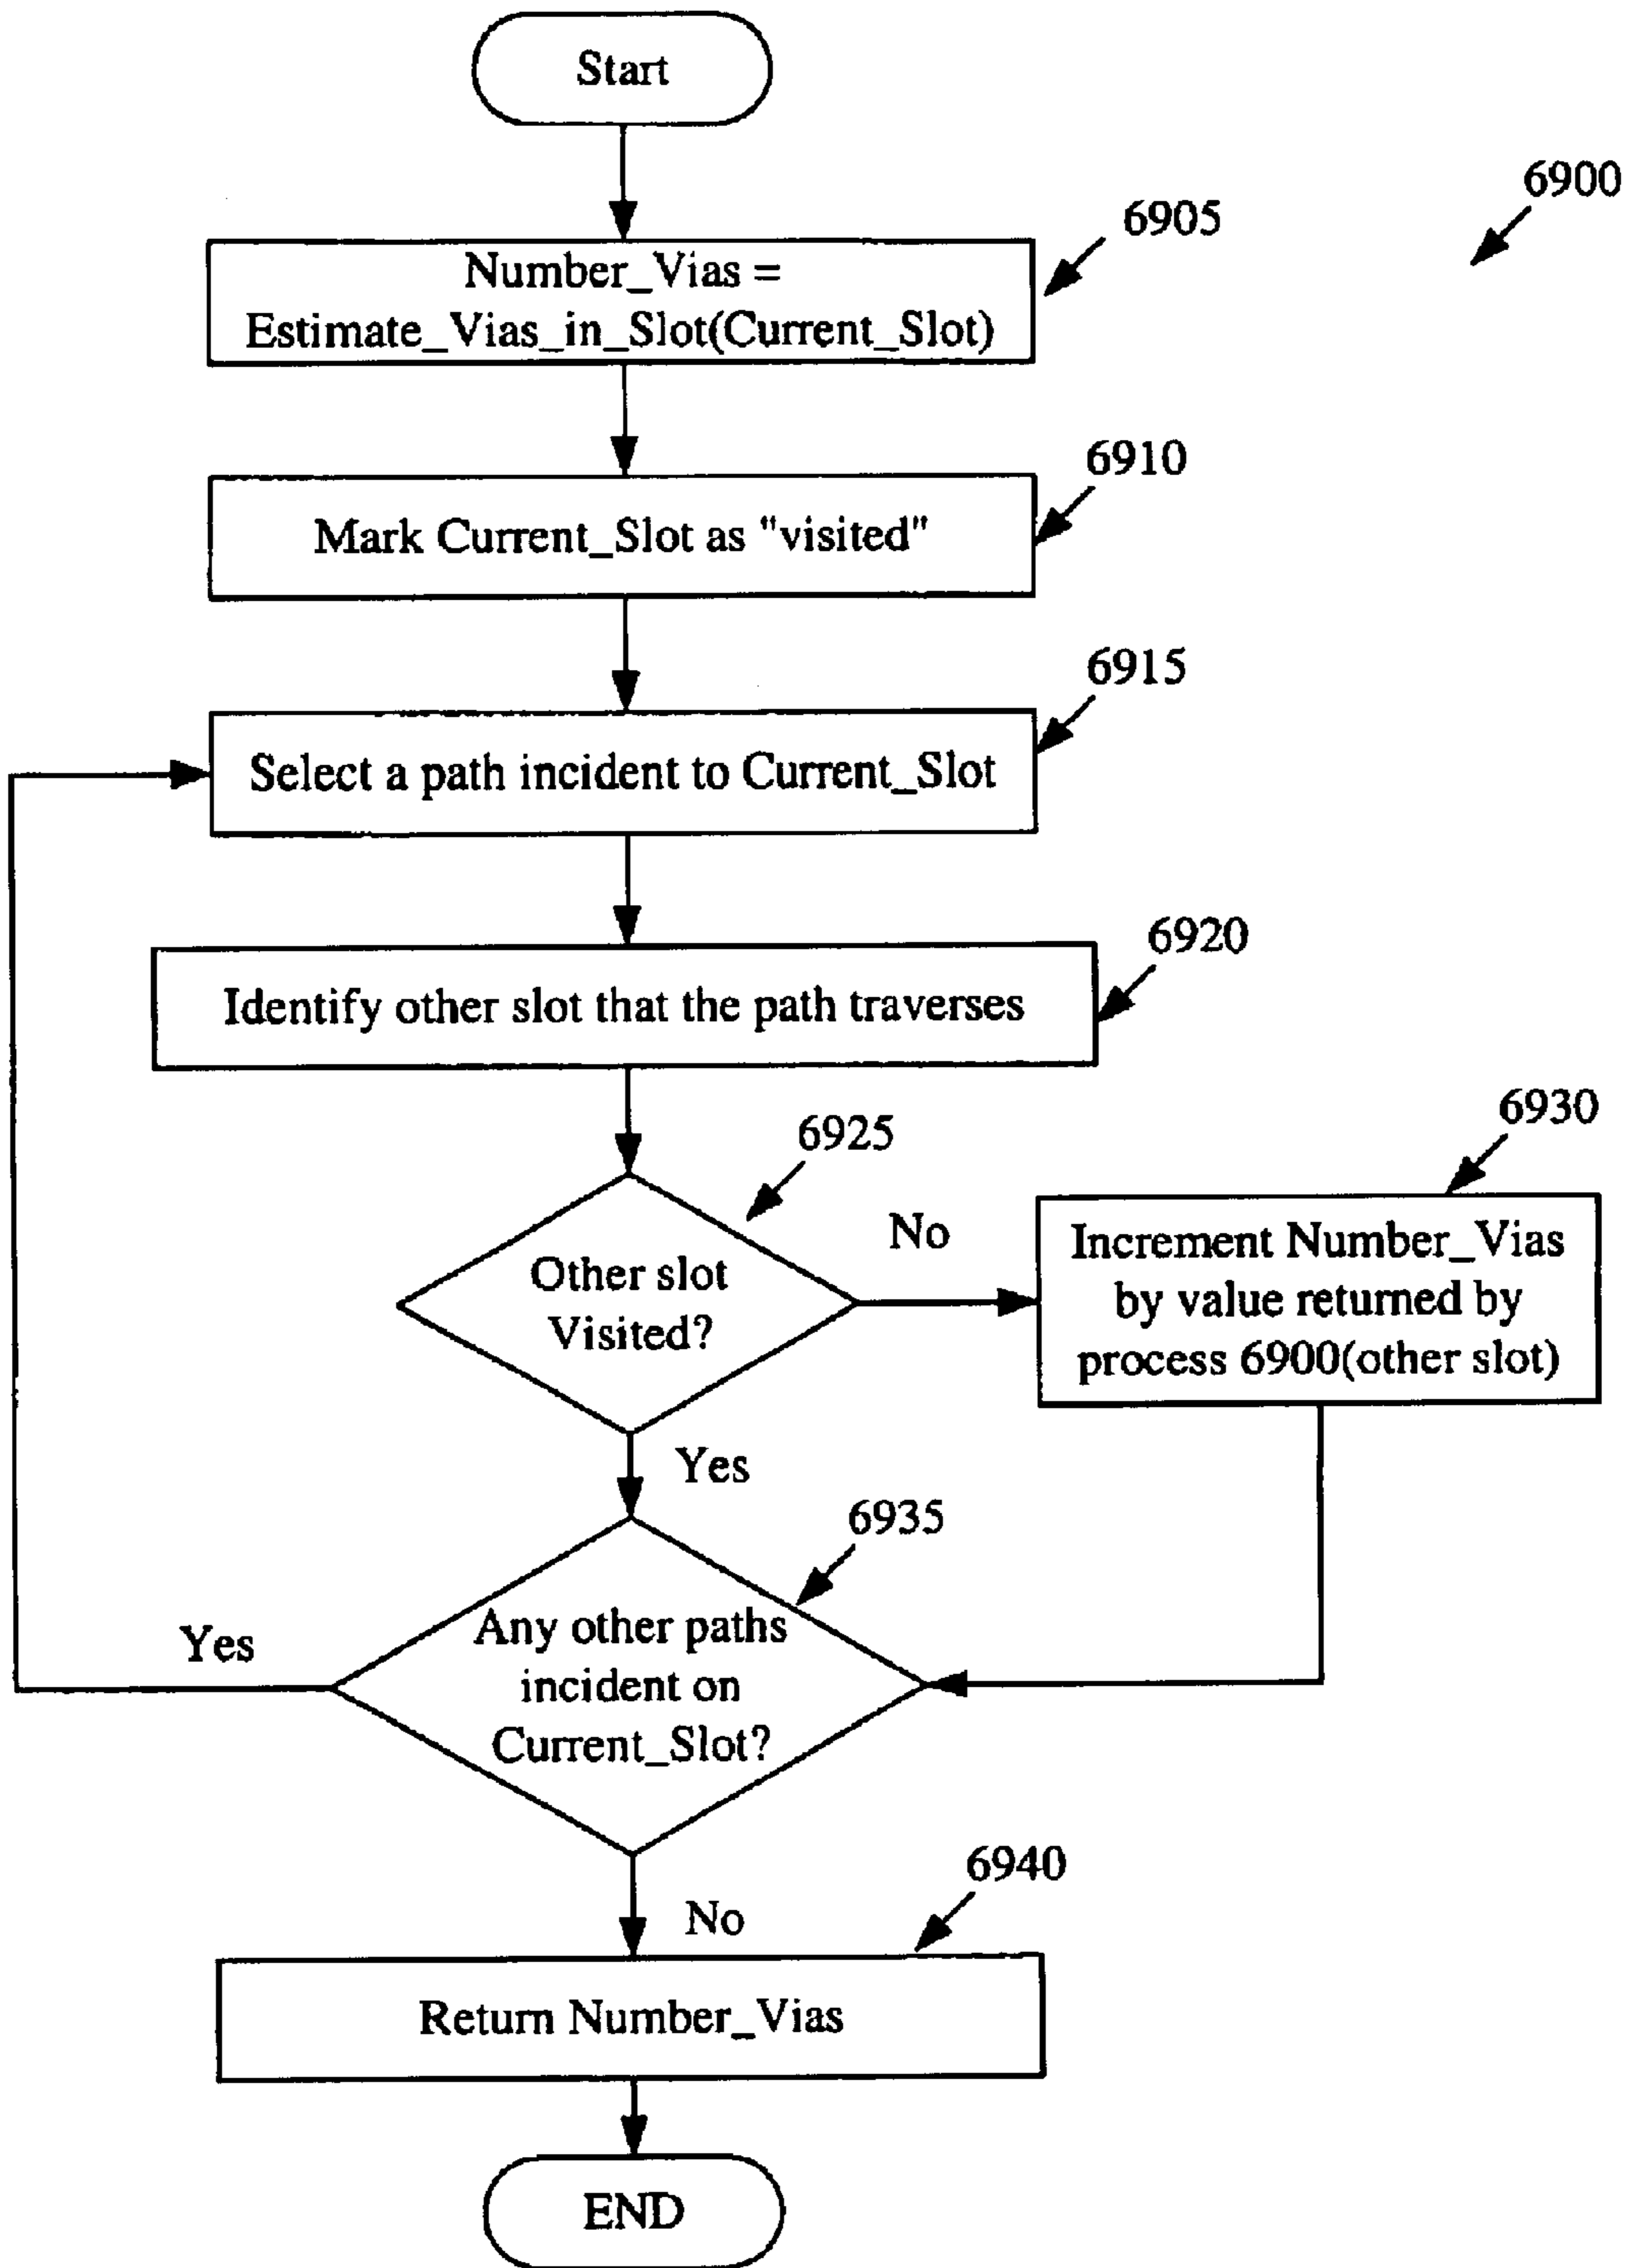 Start
6900
6905
Number_Vias =
Estimate_Vias_in_Slot(Current_Slot)
6910
Mark Current_Slot as "visited"
6915
Select a path incident to Current_Slot
6920
Identify other slot that the path traverses
6925
6930
Other slot
Visited?
No
Increment Number_Vias
by value returned by
process 6900(other slot)
Yes
6935
Any other paths
incident on
Current_Slot?
Yes
No
6940
Return Number_Vias
END